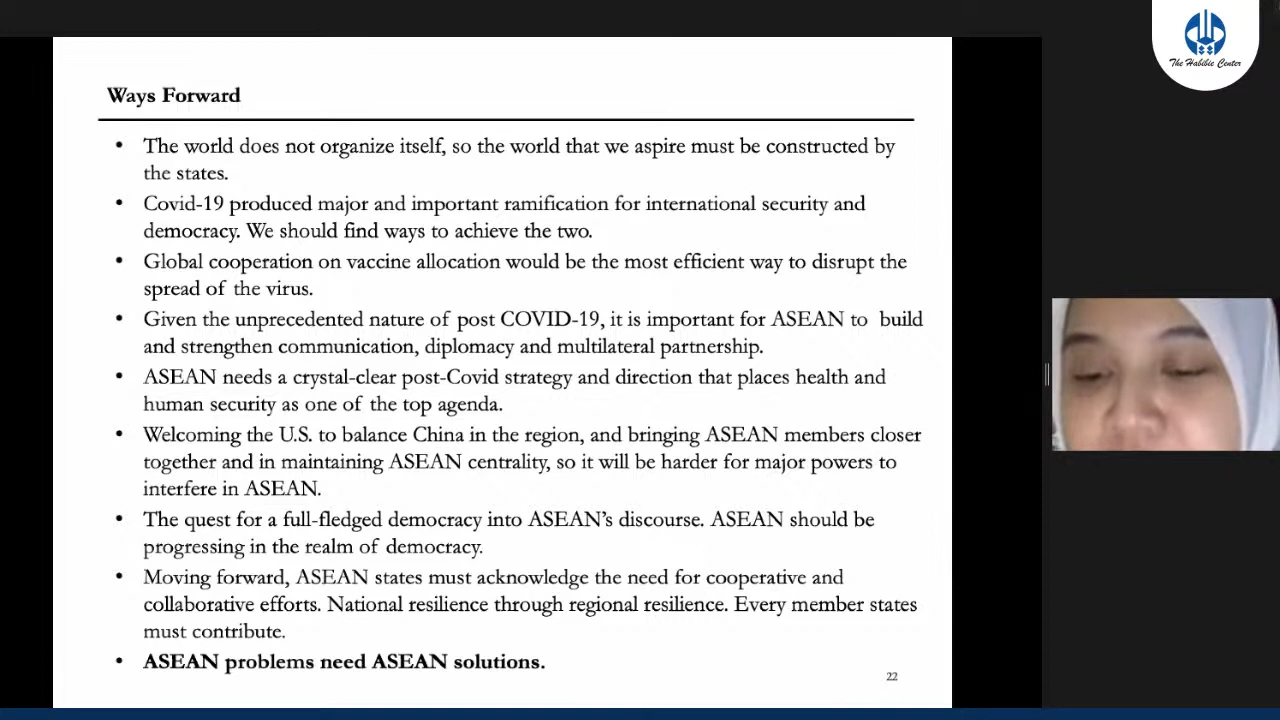 The Habibie Center
Ways Forward
• The world does not organize itself, so the world that we aspire must be constructed by
the states.
• Covid-19 produced major and important ramification for international security and
democracy. We should find ways to achieve the two.
• Global cooperation on vaccine allocation would be the most efficient way to disrupt the
spread of the virus.
• Given the unprecedented nature of post COVID-19, it is important for ASEAN to build
and strengthen communication, diplomacy and multilateral partnership.
• ASEAN needs a crystal-clear post-Covid strategy and direction that places health and
human security as one of the top agenda.
• Welcoming the U.S. to balance China in the region, and bringing ASEAN members closer
together and in maintaining ASEAN centrality, so it will be harder for major powers to
interfere in ASEAN.
• The quest for a full-fledged democracy into ASEAN’s discourse. ASEAN should be
progressing in the realm of democracy.
• Moving forward, ASEAN states must acknowledge the need for cooperative and
collaborative efforts. National resilience through regional resilience. Every member states
must contribute.
• ASEAN problems need ASEAN solutions.
22